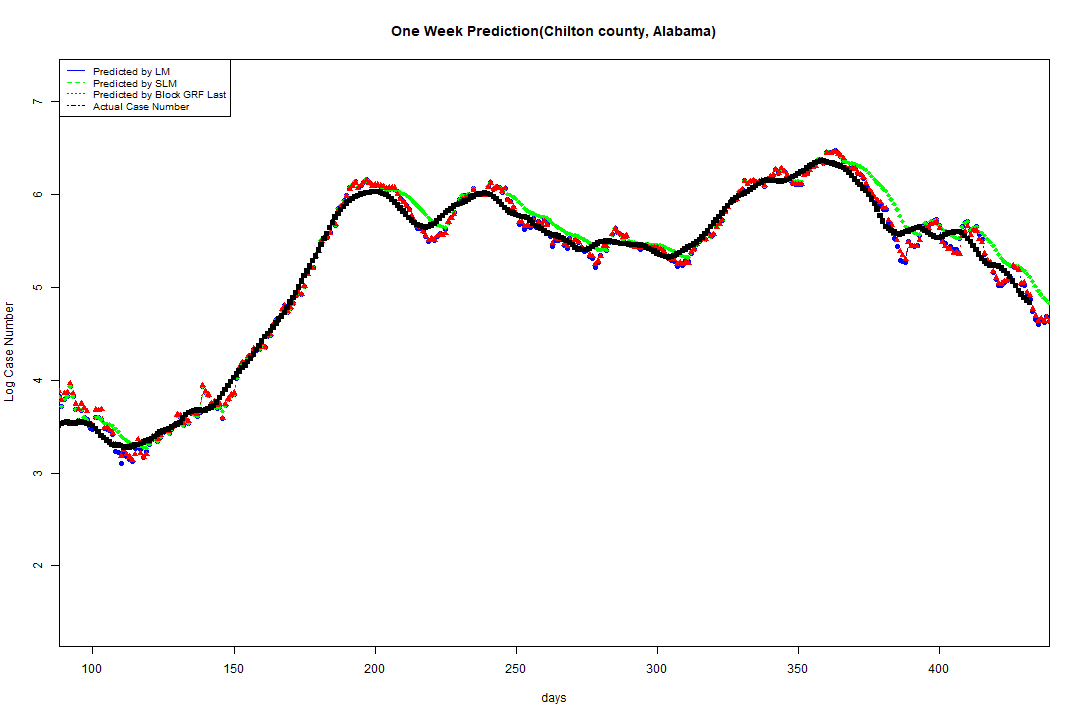 One Week Prediction(Chilton county, Alabama)
Predicted by LM
Predicted by SLM
Predicted by Block GRF Last
Actual Case Number
7
6
5
4
3
2
Log Case Number
100 150 200 250 300 350 400
days